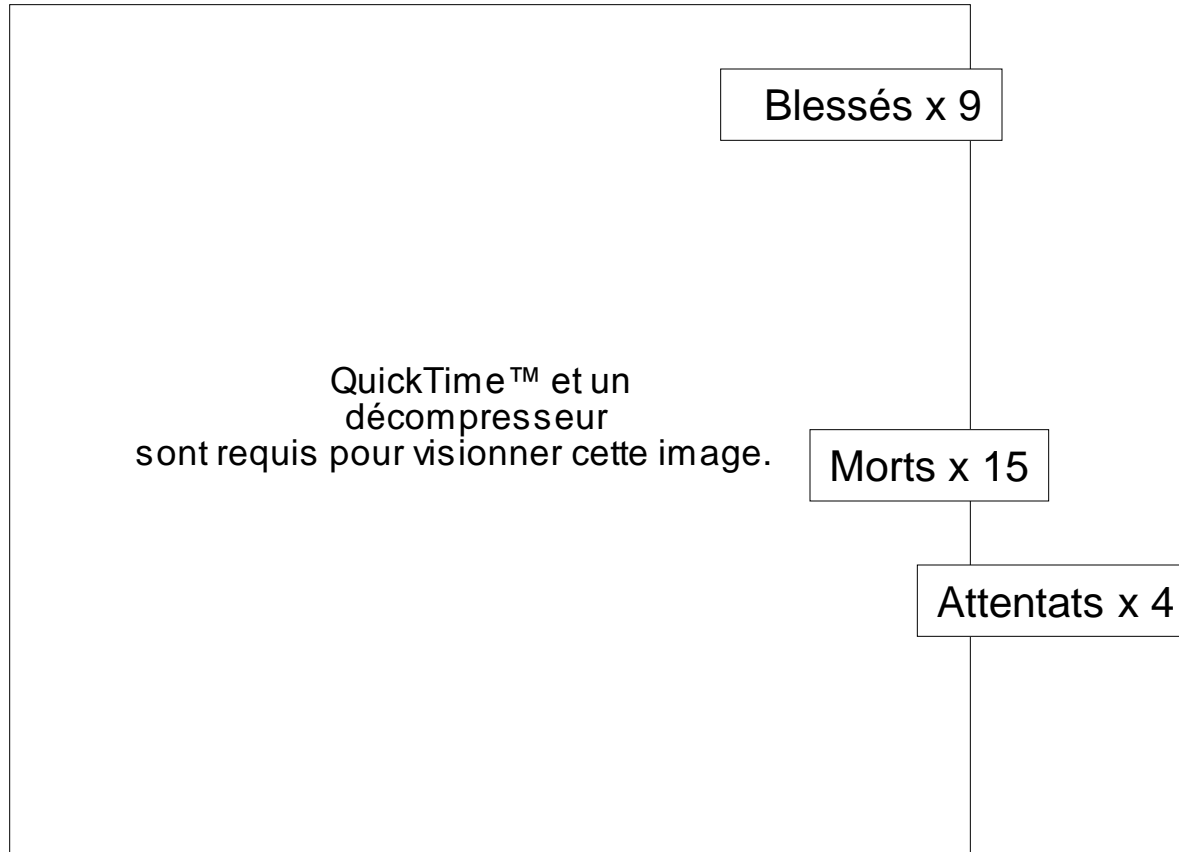 Blessés x 9
QuickTime™ et un
décompresseur
sont requis pour visionner cette image.
Morts x 15
Attentats x 4